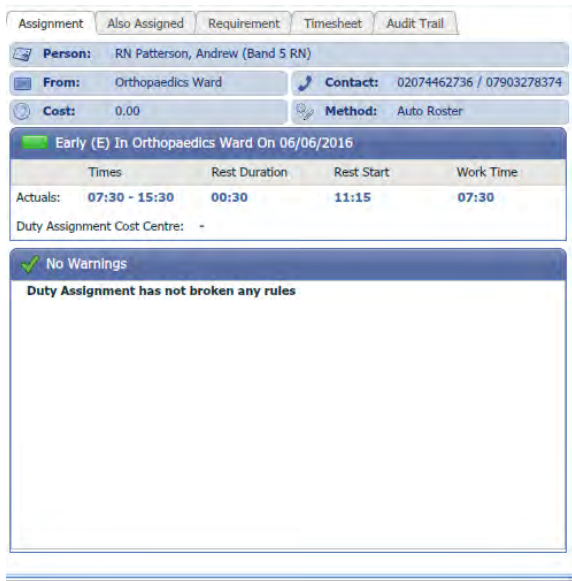 Assignment Also Assigned Requirement Timesheet Audit Trail
Person: RN Patterson, Andrew (Band 5 RN)
From: Orthopaedics Ward Contact: 02074462736 / 07903278374
Cost: 0.00 Method: Auto Roster
Early (E) In Orthopaedics Ward On 06/06/2016
Times Rest Duration Rest Start Work Time
Actuals: 07:30 - 15:30 00:30 11:15 07:30
Duty Assignment Cost Centre: -
No Warnings
Duty Assignment has not broken any rules